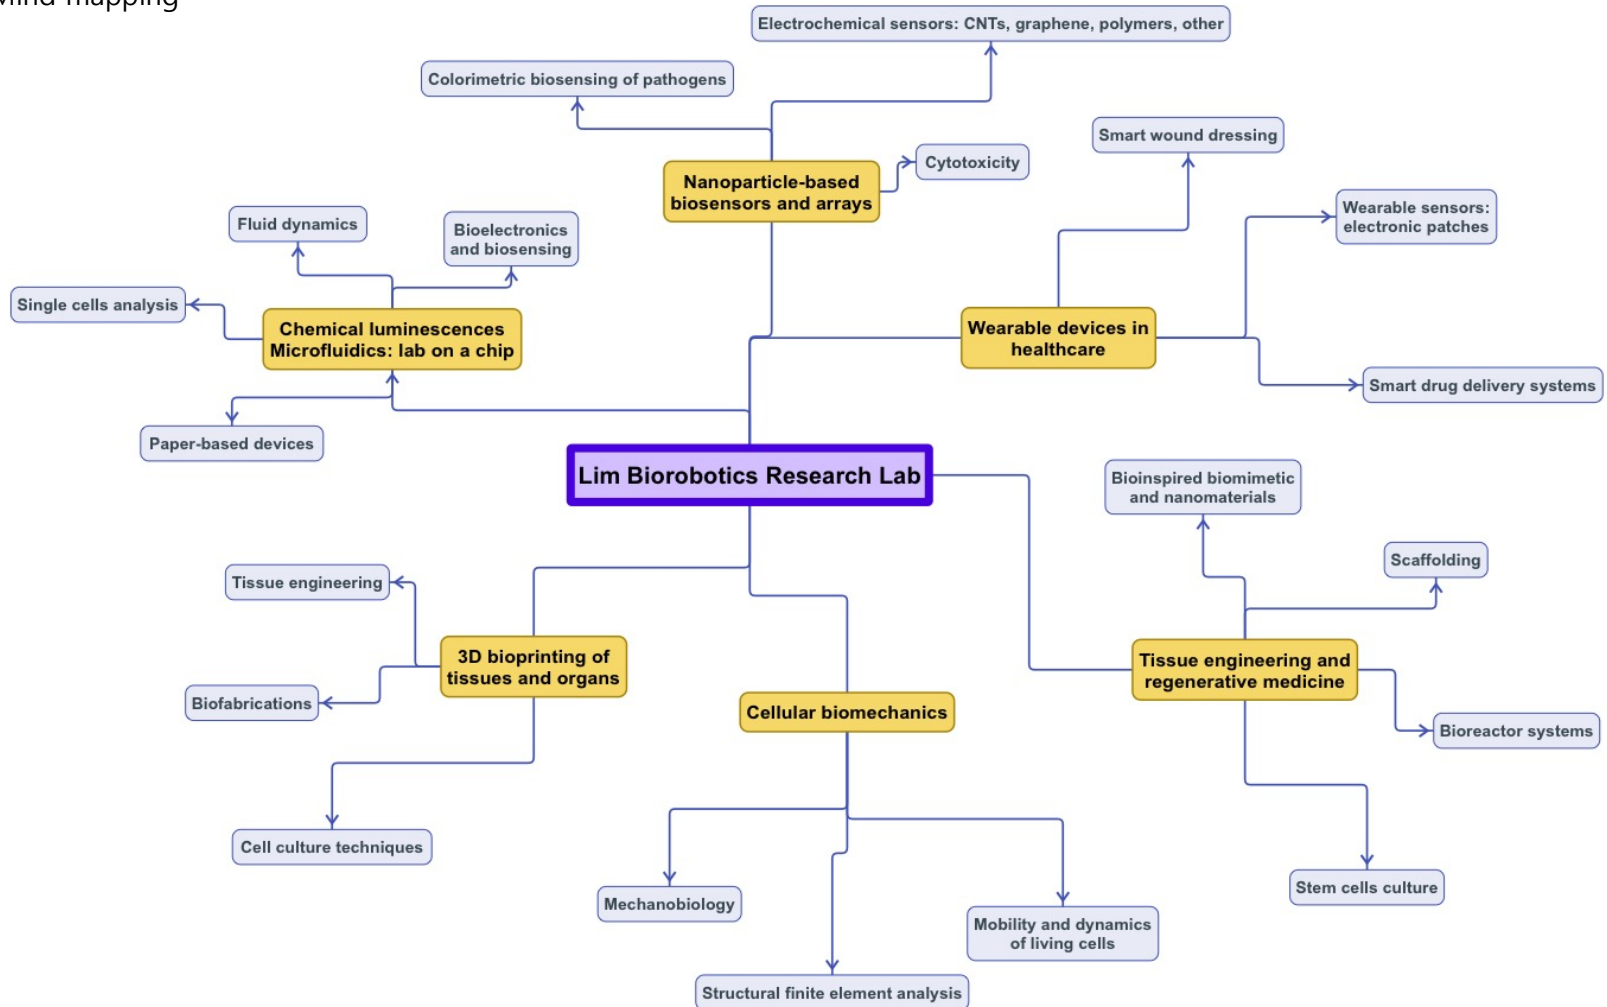 Mind mapping
Electrochemical sensors: CNTs, graphene, polymers, other
Colorimetric biosensing of pathogens
Smart wound dressing
Cytotoxicity
Nanoparticle-based
biosensors and arrays
Wearable sensors:
electronic patches
Fluid dynamics
Bioelectronics
and biosensing
Single cells analysis
Chemical luminescences
Microfluidics: lab on a chip
Wearable devices in
healthcare
Smart drug delivery systems
Paper-based devices
Lim Biorobotics Research Lab
Bioinspired biomimetic
and nanomaterials
Scaffolding
Tissue engineering
3D bioprinting of
tissues and organs
Tissue engineering and
regenerative medicine
Biofabrications
Cellular biomechanics
Bioreactor systems
Cell culture techniques
Stem cells culture
Mechanobiology
Mobility and dynamics
of living cells
Structural finite element analysis